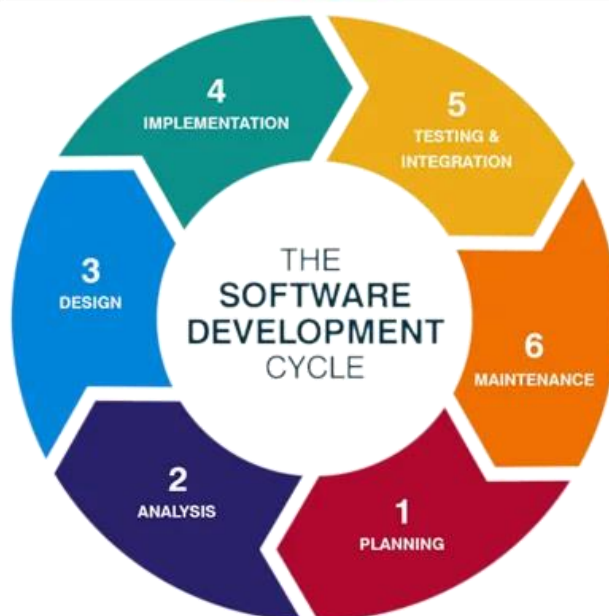 THE
SOFTWARE
DEVELOPMENT
CYCLE
1
PLANNING
2
ANALYSIS
3
DESIGN
4
IMPLEMENTATION
5
TESTING &
INTEGRATION
6
MAINTENANCE